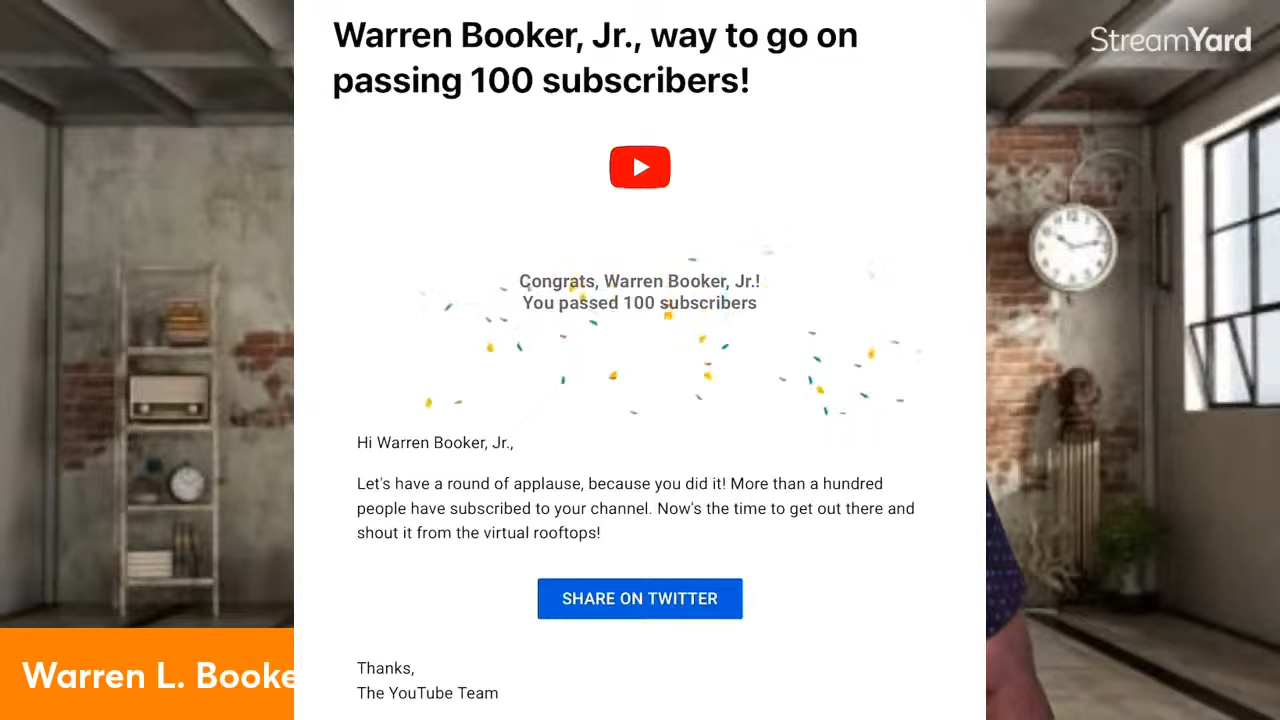 Warren Booker, Jr., way to go on
passing 100 subscribers!
StreamYard
Congrats, Warren Booker, Jr.!
You passed 100 subscribers
Hi Warren Booker, Jr.,
Let's have a round of applause, because you did it! More than a hundred
people have subscribed to your channel. Now's the time to get out there and
shout it from the virtual rooftops!
SHARE ON TWITTER
Thanks,
The YouTube Team
Warren L. Booke